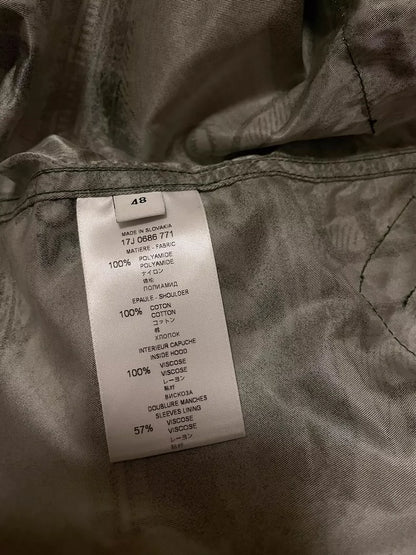 48
MADE IN SLOVAKIA
17J 0686 771
MATIERE - FABRIC
100% POLYAMIDE
POLYAMIDE
ナイロン
锦纶
ПОЛИАМИД
EPAULE - SHOULDER
100% COTON
COTTON
コットン
棉
ХЛОПОК
INTERIEUR CAPUCHE
INSIDE HOOD
100% VISCOSE
VISCOSE
レーヨン
粘纤
ВИСКОЗА
DOUBLURE MANCHES
SLEEVES LINING
57% VISCOSE
VISCOSE
レーヨン
粘纤